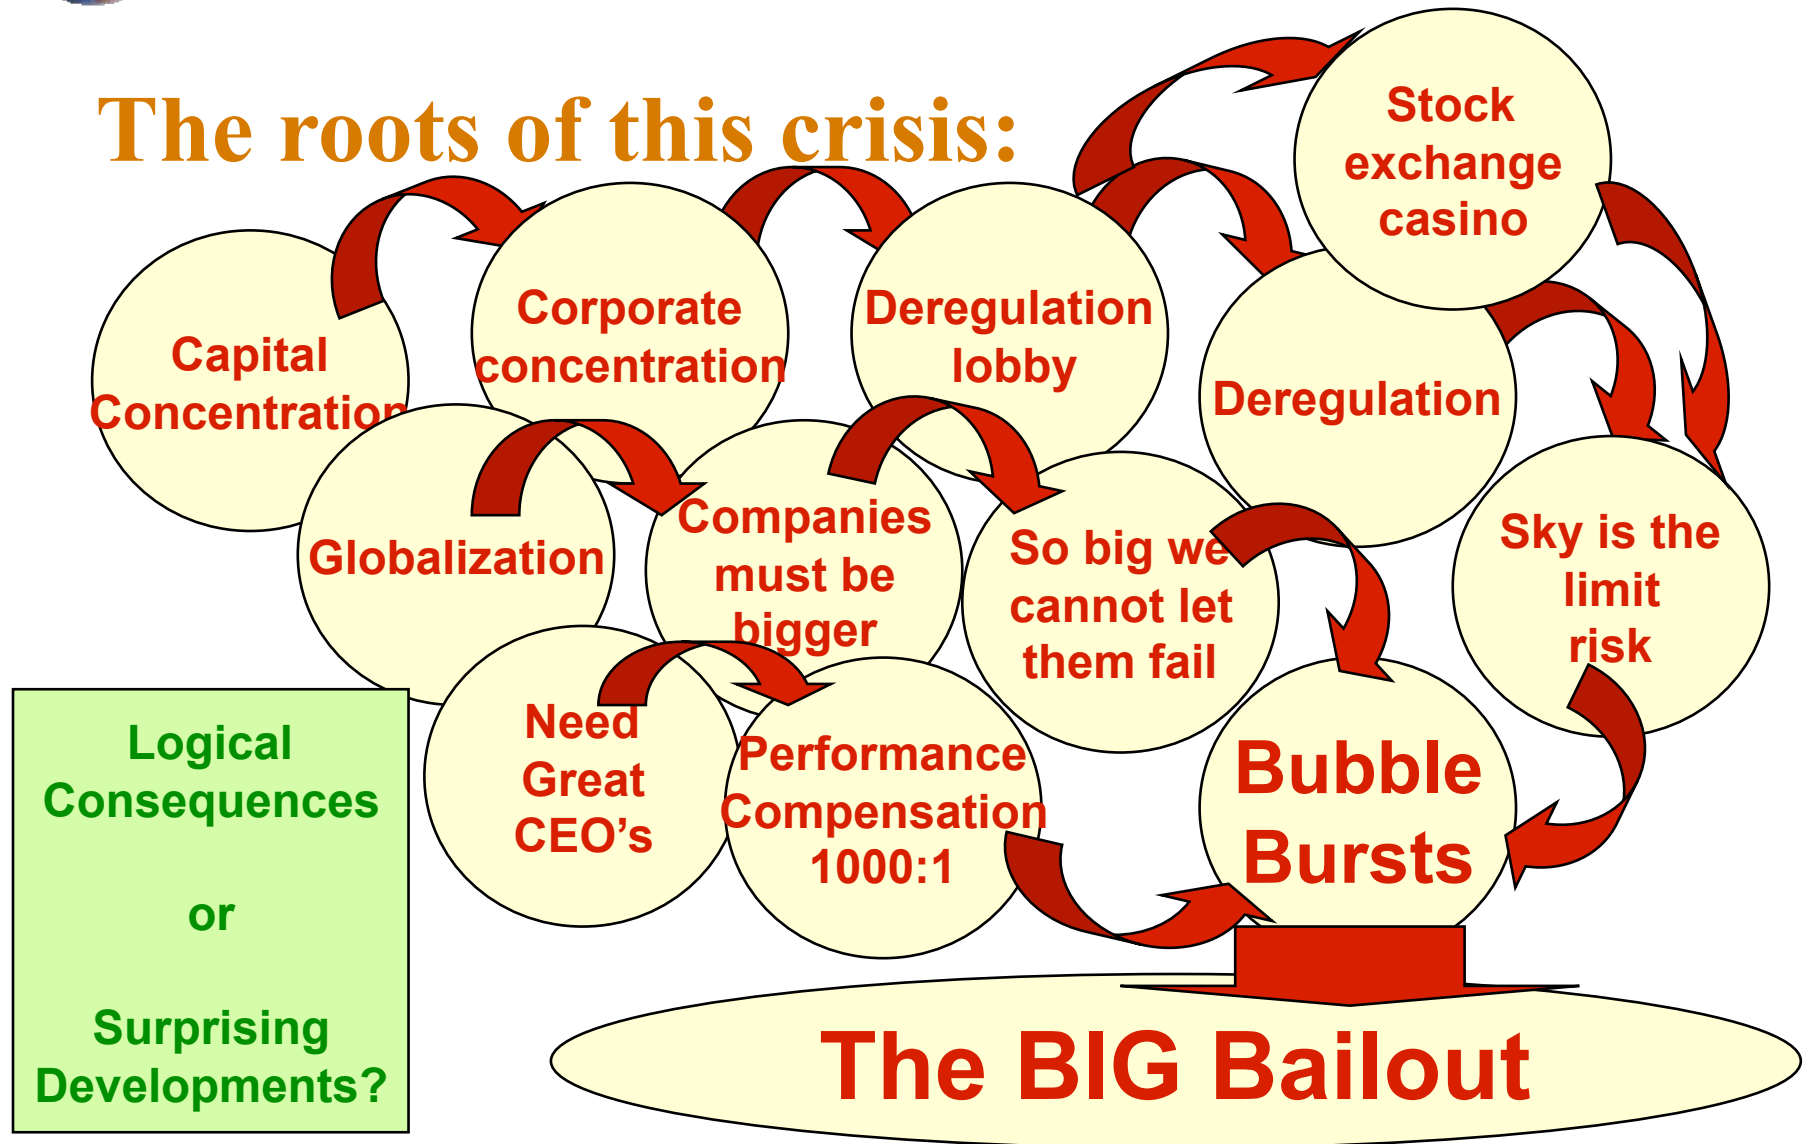 The roots of this crisis:
Stock
exchange
casino
Capital
Concentration
Corporate
concentration
Deregulation
lobby
Deregulation
Globalization
Companies
must be
bigger
So big we
cannot let
them fail
Sky is the
limit
risk
Need
Great
CEO’s
Performance
Compensation
1000:1
Bubble
Bursts
Logical
Consequences
or
Surprising
Developments?
The BIG Bailout